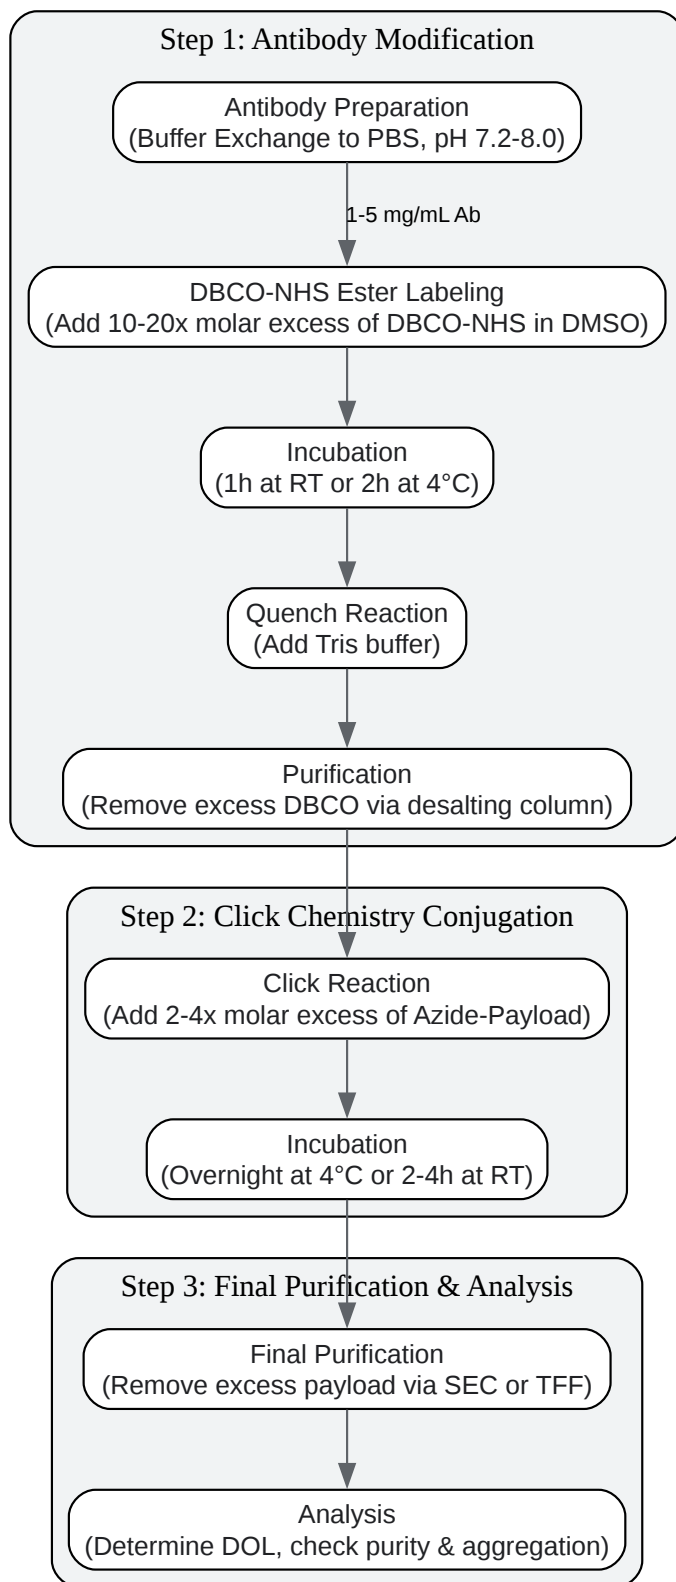 Step 1: Antibody Modification
Antibody Preparation
(Buffer Exchange to PBS, pH 7.2-8.0)
1-5 mg/mL Ab
DBCO-NHS Ester Labeling
(Add 10-20x molar excess of DBCO-NHS in DMSO)
Incubation
(1h at RT or 2h at 4°C)
Quench Reaction
(Add Tris buffer)
Purification
(Remove excess DBCO via desalting column)
Step 2: Click Chemistry Conjugation
Click Reaction
(Add 2-4x molar excess of Azide-Payload)
Incubation
(Overnight at 4°C or 2-4h at RT)
Step 3: Final Purification & Analysis
Final Purification
(Remove excess payload via SEC or TFF)
Analysis
(Determine DOL, check purity & aggregation)